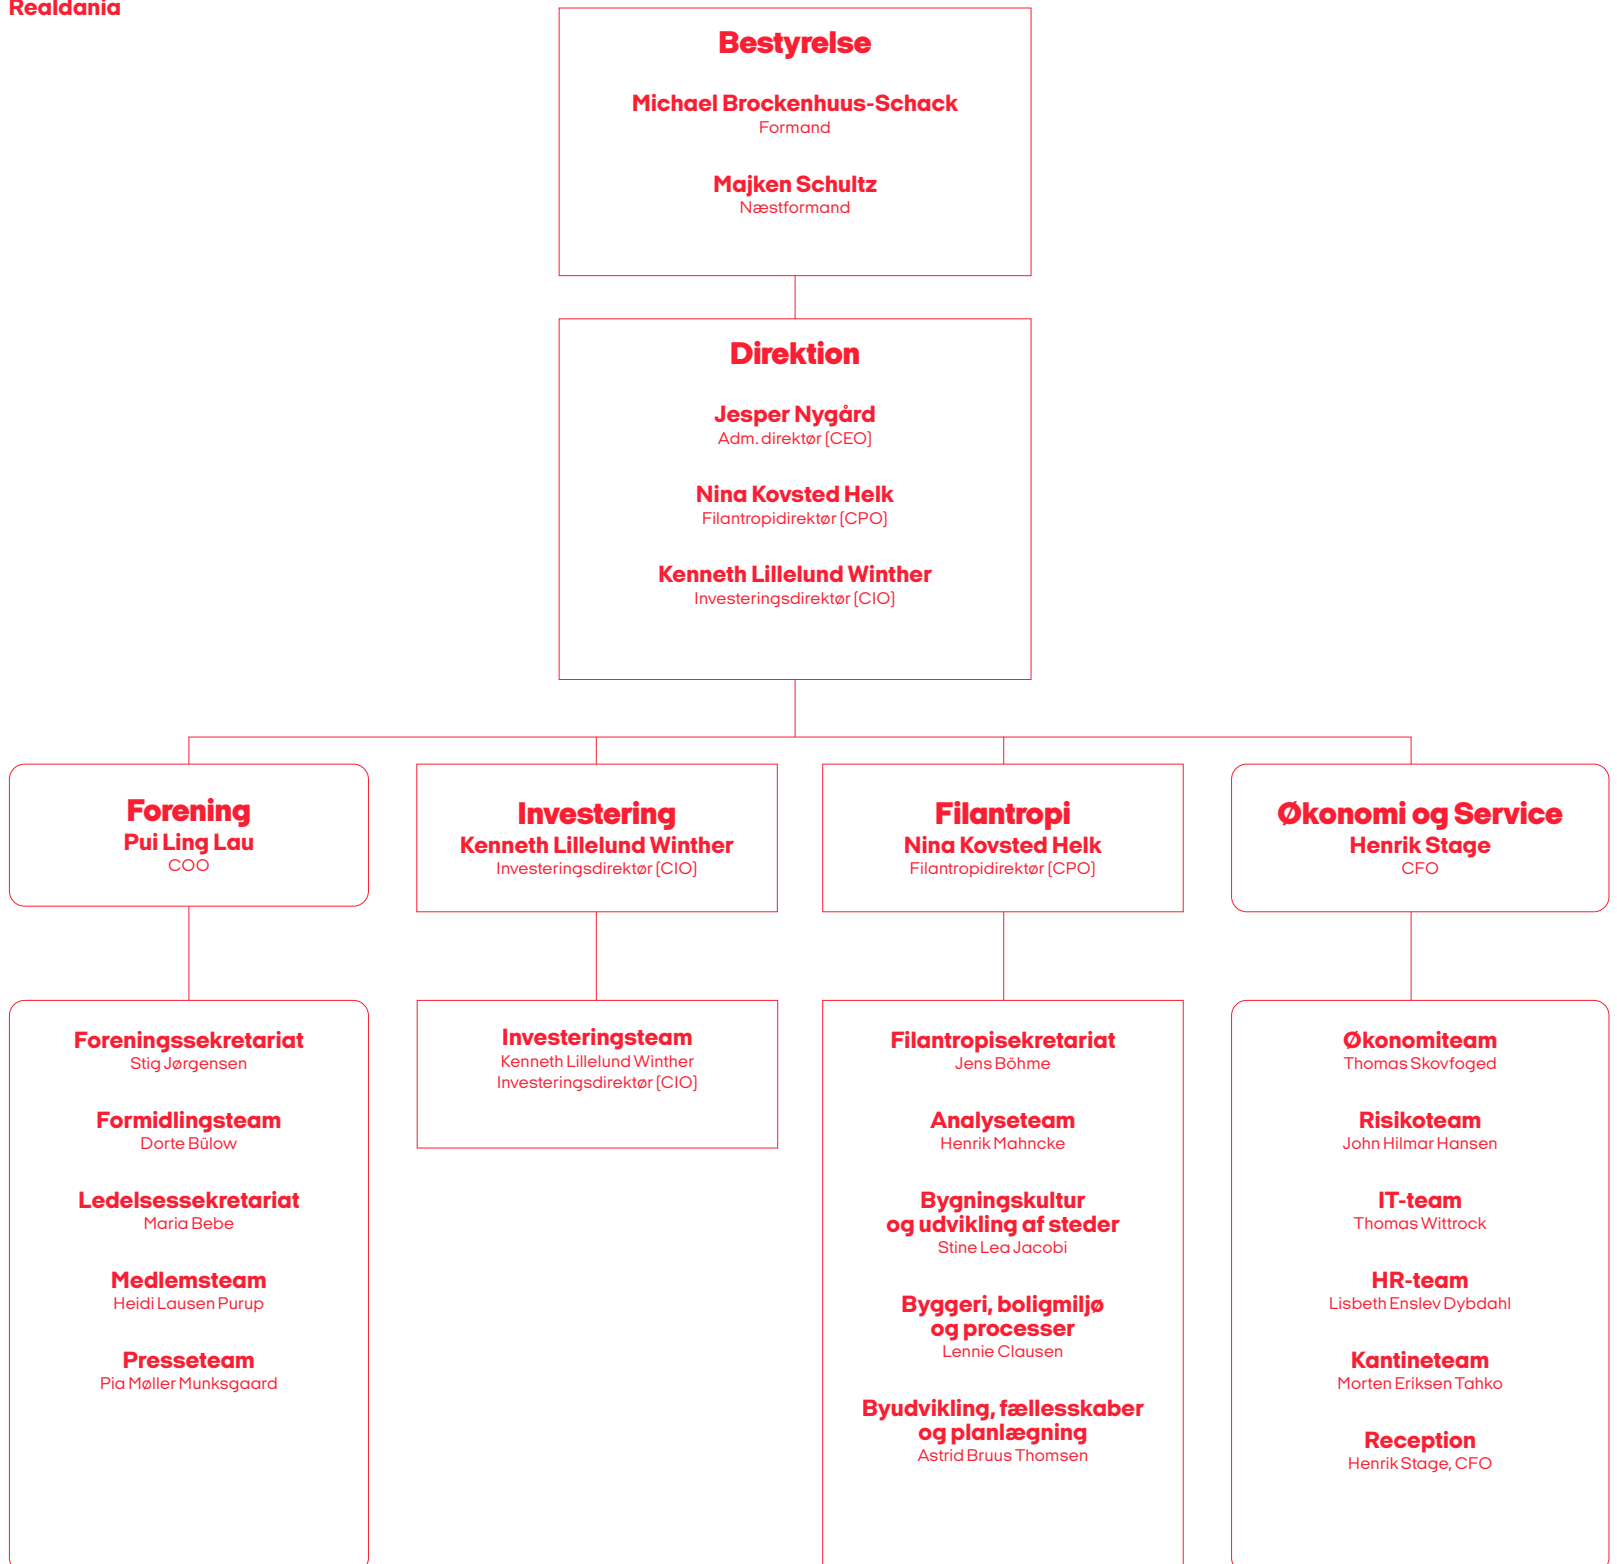 Realdania
Bestyrelse
Michael Brockenhuus-Schack
Formand
Majken Schultz
Næstformand
Direktion
Jesper Nygård
Adm. direktør (CEO)
Nina Kovsted Helk
Filantropidirektør (CPO)
Kenneth Lillelund Winther
Investeringsdirektør (CIO)
Forening
Pui Ling Lau
COO
Investering
Kenneth Lillelund Winther
Investeringsdirektør (CIO)
Filantropi
Nina Kovsted Helk
Filantropidirektør (CPO)
Økonomi og Service
Henrik Stage
CFO
Foreningssekretariat
Stig Jørgensen
Formidlingsteam
Dorte Bülow
Ledelsessekretariat
Maria Bebe
Medlemsteam
Heidi Lausen Purup
Presseteam
Pia Møller Munksgaard
Investeringsteam
Kenneth Lillelund Winther
Investeringsdirektør (CIO)
Filantropisekretariat
Jens Böhme
Analyseteam
Henrik Mahncke
Bygningskultur
og udvikling af steder
Stine Lea Jacobi
Byggeri, boligmiljø
og processer
Lennie Clausen
Byudvikling, fællesskaber
og planlægning
Astrid Bruus Thomsen
Økonomiteam
Thomas Skovfoged
Risikoteam
John Hilmar Hansen
IT-team
Thomas Wittrock
HR-team
Lisbeth Enslev Dybdahl
Kantineteam
Morten Eriksen Tahko
Reception
Henrik Stage, CFO